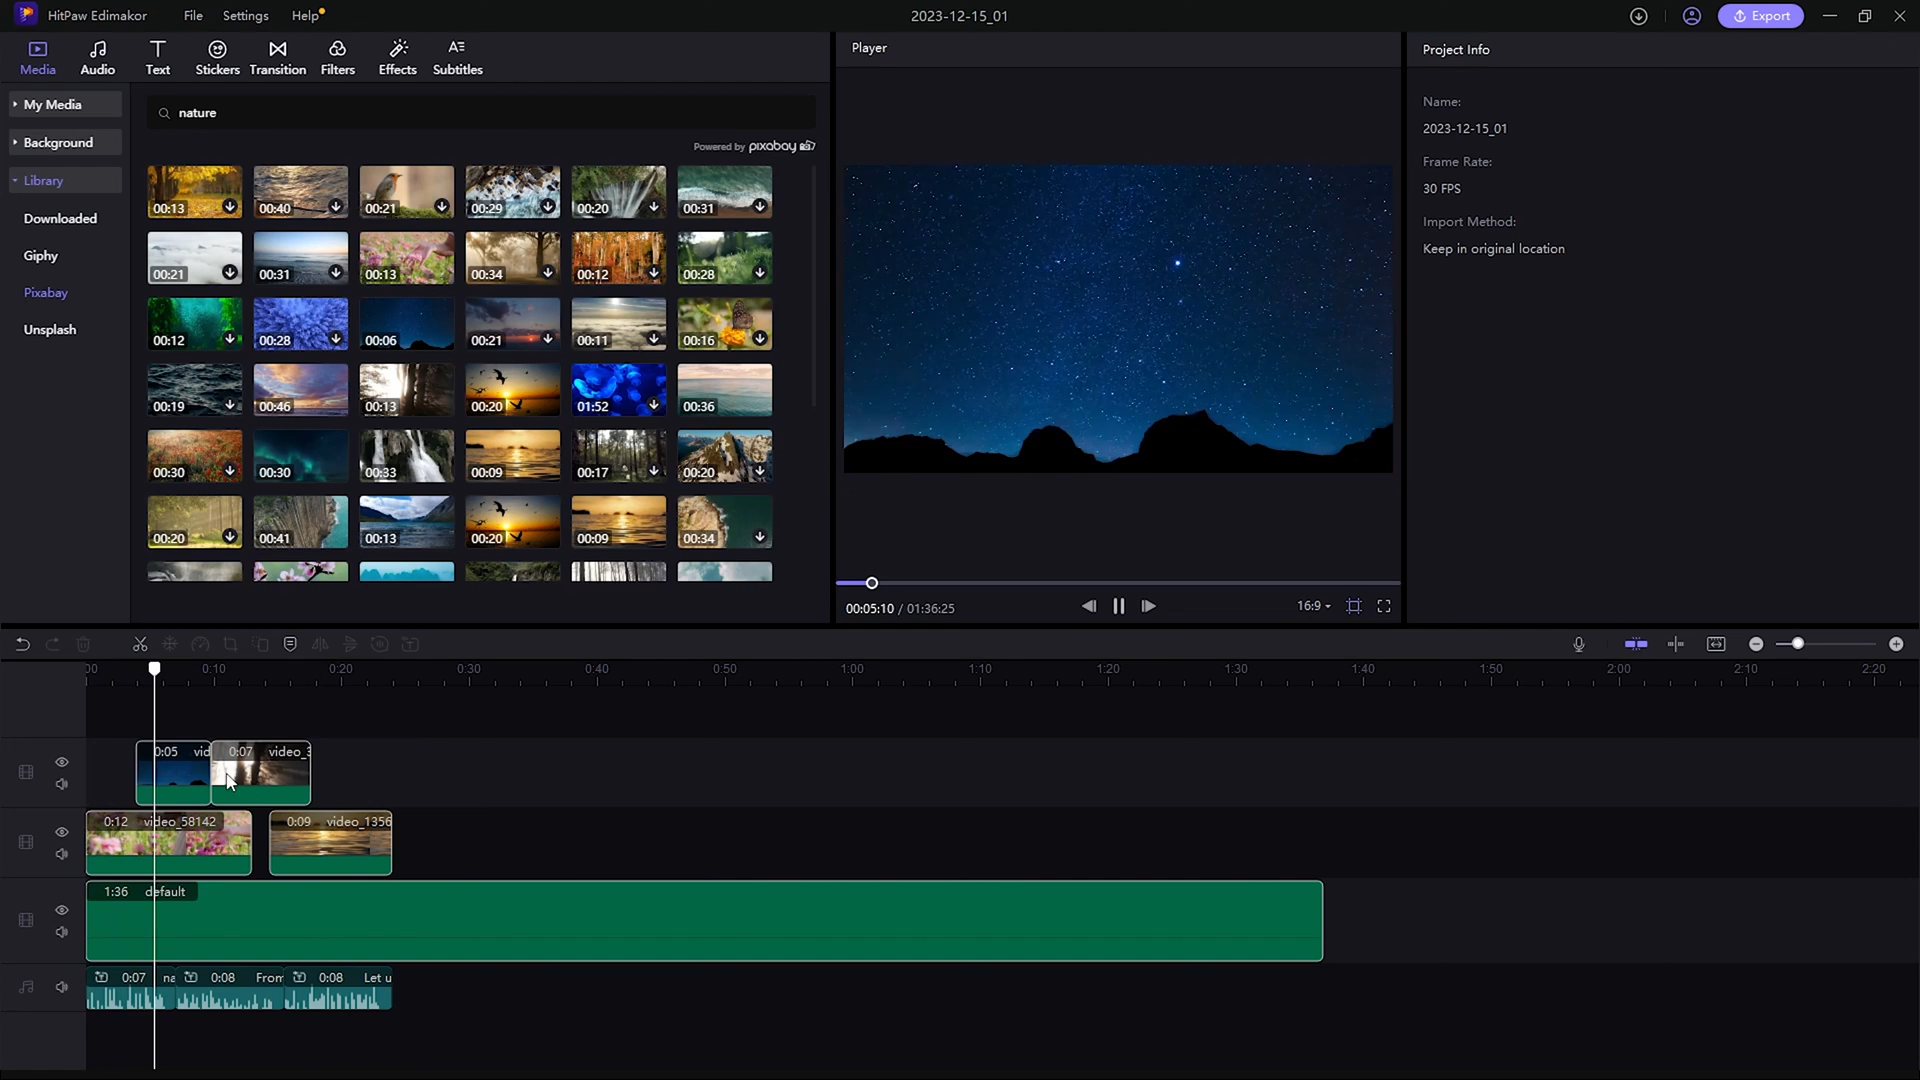 HitPaw Edimakor File Settings Help 2023-12-15_01 Export
Media Audio Text Stickers Transition Filters Effects Subtitles
My Media
Background
Library
Downloaded
Giphy
Pixabay
Unsplash
nature
Powered by pixabay
00:13 00:40 00:21 00:29 00:20 00:31
00:21 00:31 00:13 00:34 00:12 00:28
00:12 00:28 00:06 00:21 00:11 00:16
00:19 00:46 00:13 00:20 01:52 00:36
00:30 00:30 00:33 00:09 00:17 00:20
00:20 00:41 00:13 00:20 00:09 00:34
Player
00:05:10 / 01:36:25 16:9
Project Info
Name:
2023-12-15_01
Frame Rate:
30 FPS
Import Method:
Keep in original location
00 0:10 0:20 0:30 0:40 0:50 1:00 1:10 1:20 1:30 1:40 1:50 2:00 2:10 2:20
0:05 vid 0:07 video_3
0:12 video_58142 0:09 video_1356
1:36 default
0:07 na 0:08 From 0:08 Let u